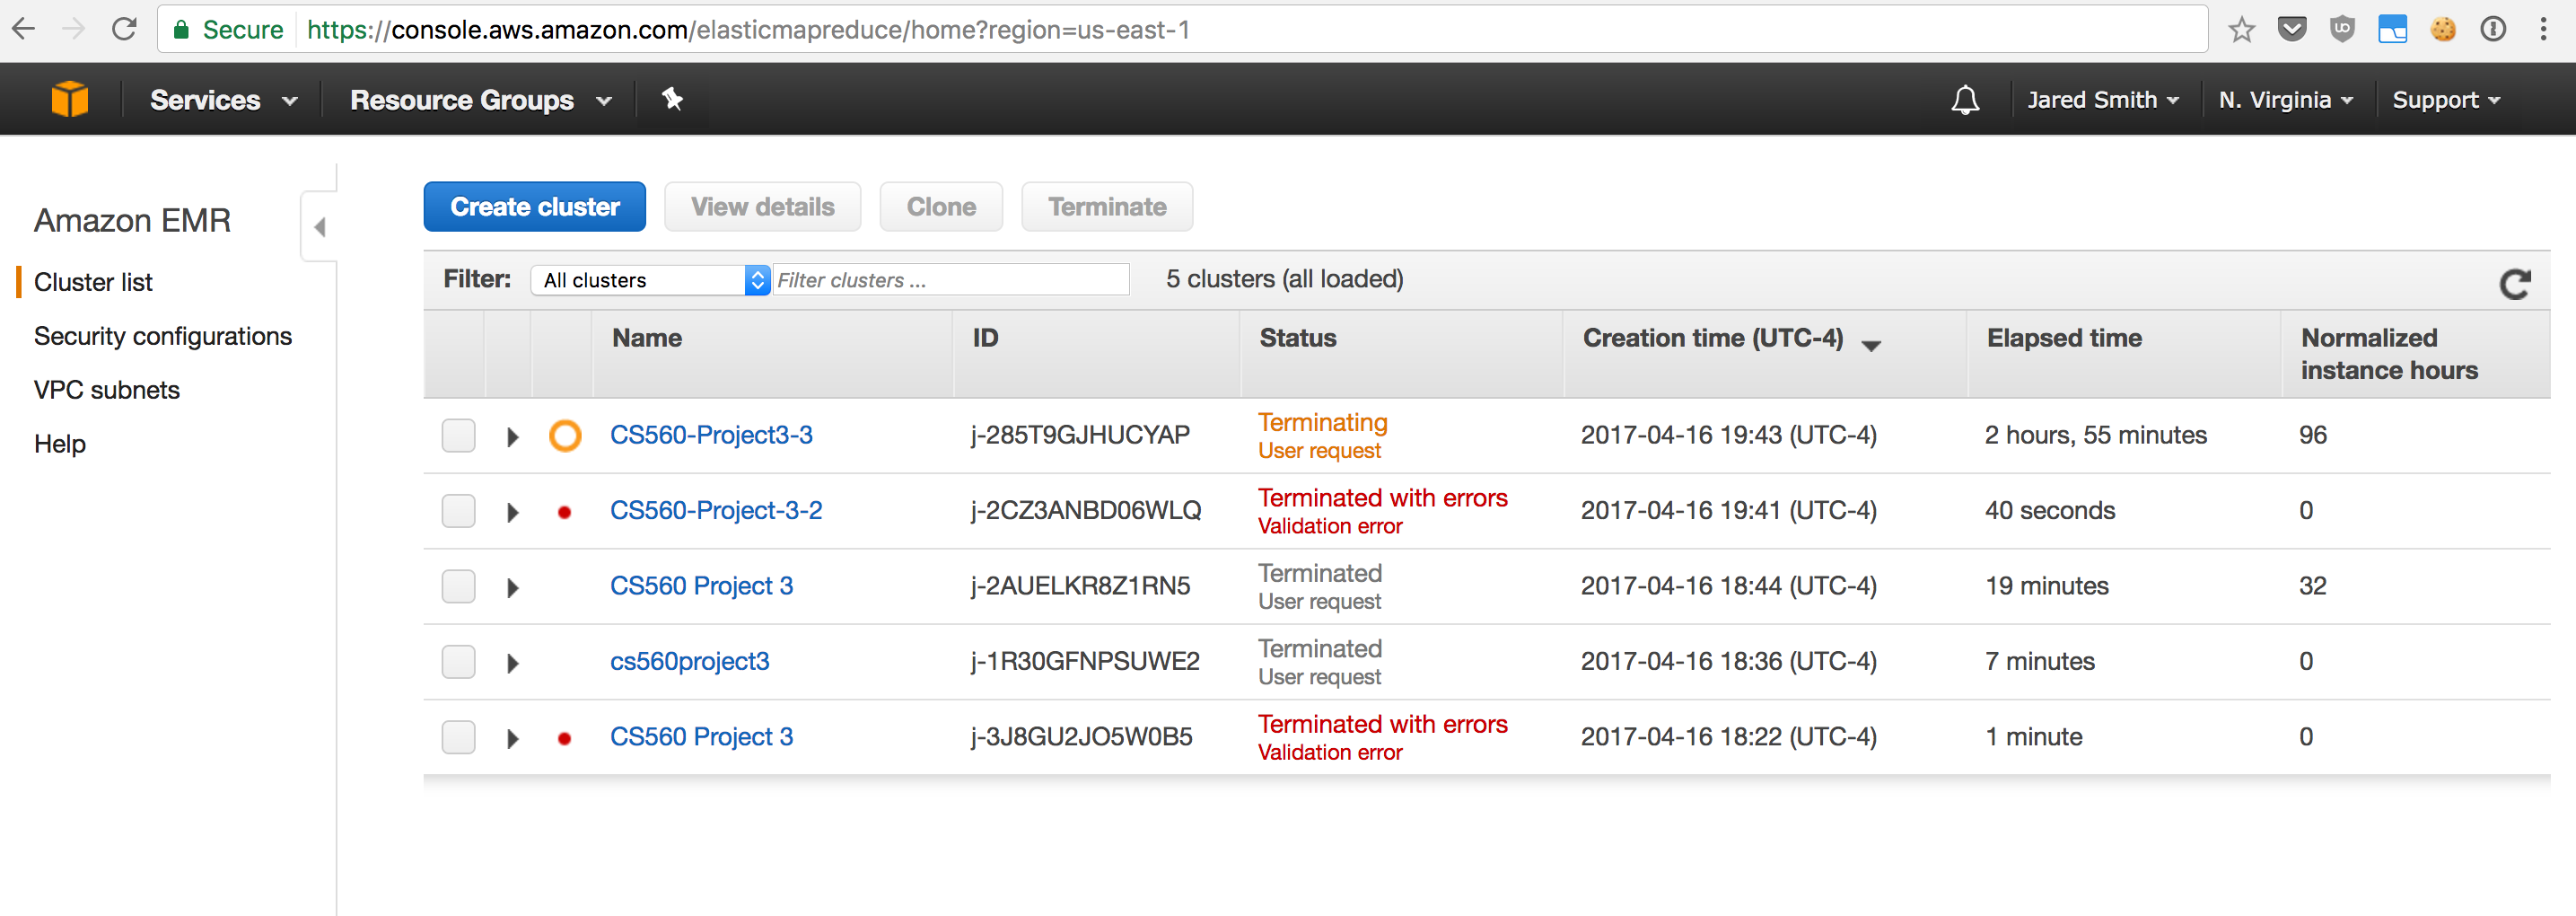 Secure https://console.aws.amazon.com/elasticmapreduce/home?region=us-east-1
Services Resource Groups Jared Smith N. Virginia Support
Amazon EMR
Cluster list
Security configurations
VPC subnets
Help
Create cluster View details Clone Terminate
Filter: All clusters Filter clusters ... 5 clusters (all loaded)
Name ID Status Creation time (UTC-4) Elapsed time Normalized instance hours
CS560-Project3-3 j-285T9GJHUCYAP Terminating 2017-04-16 19:43 (UTC-4) 2 hours, 55 minutes 96
User request
CS560-Project-3-2 j-2CZ3ANBD06WLQ Terminated with errors 2017-04-16 19:41 (UTC-4) 40 seconds 0
Validation error
CS560 Project 3 j-2AUELKR8Z1RN5 Terminated 2017-04-16 18:44 (UTC-4) 19 minutes 32
User request
cs560project3 j-1R30GFNPSUWE2 Terminated 2017-04-16 18:36 (UTC-4) 7 minutes 0
User request
CS560 Project 3 j-3J8GU2JO5W0B5 Terminated with errors 2017-04-16 18:22 (UTC-4) 1 minute 0
Validation error